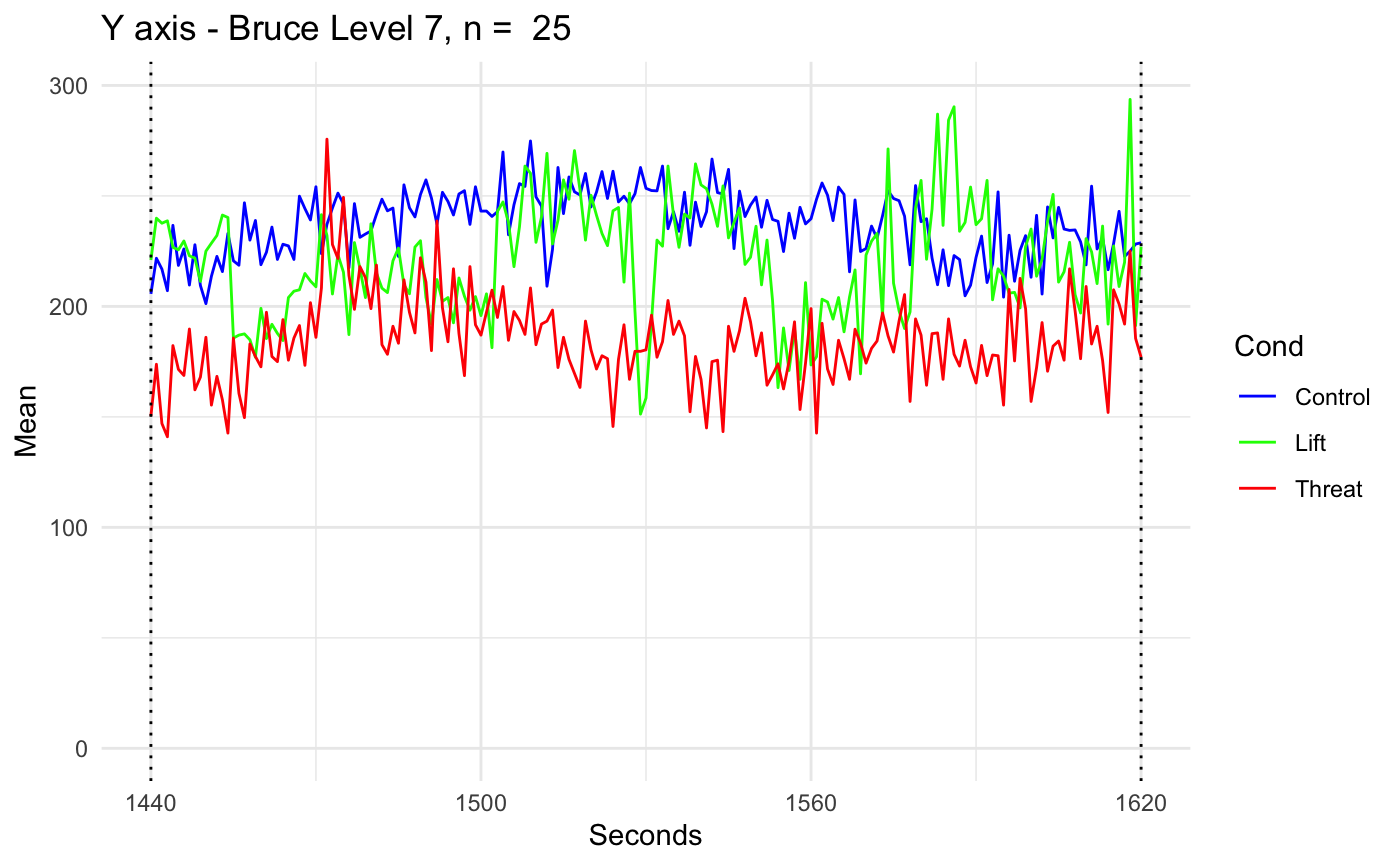 Y axis - Bruce Level 7, n =  25
Mean
300
200
100
0
1440
1500
1560
1620
Seconds
Cond
Control
Lift
Threat